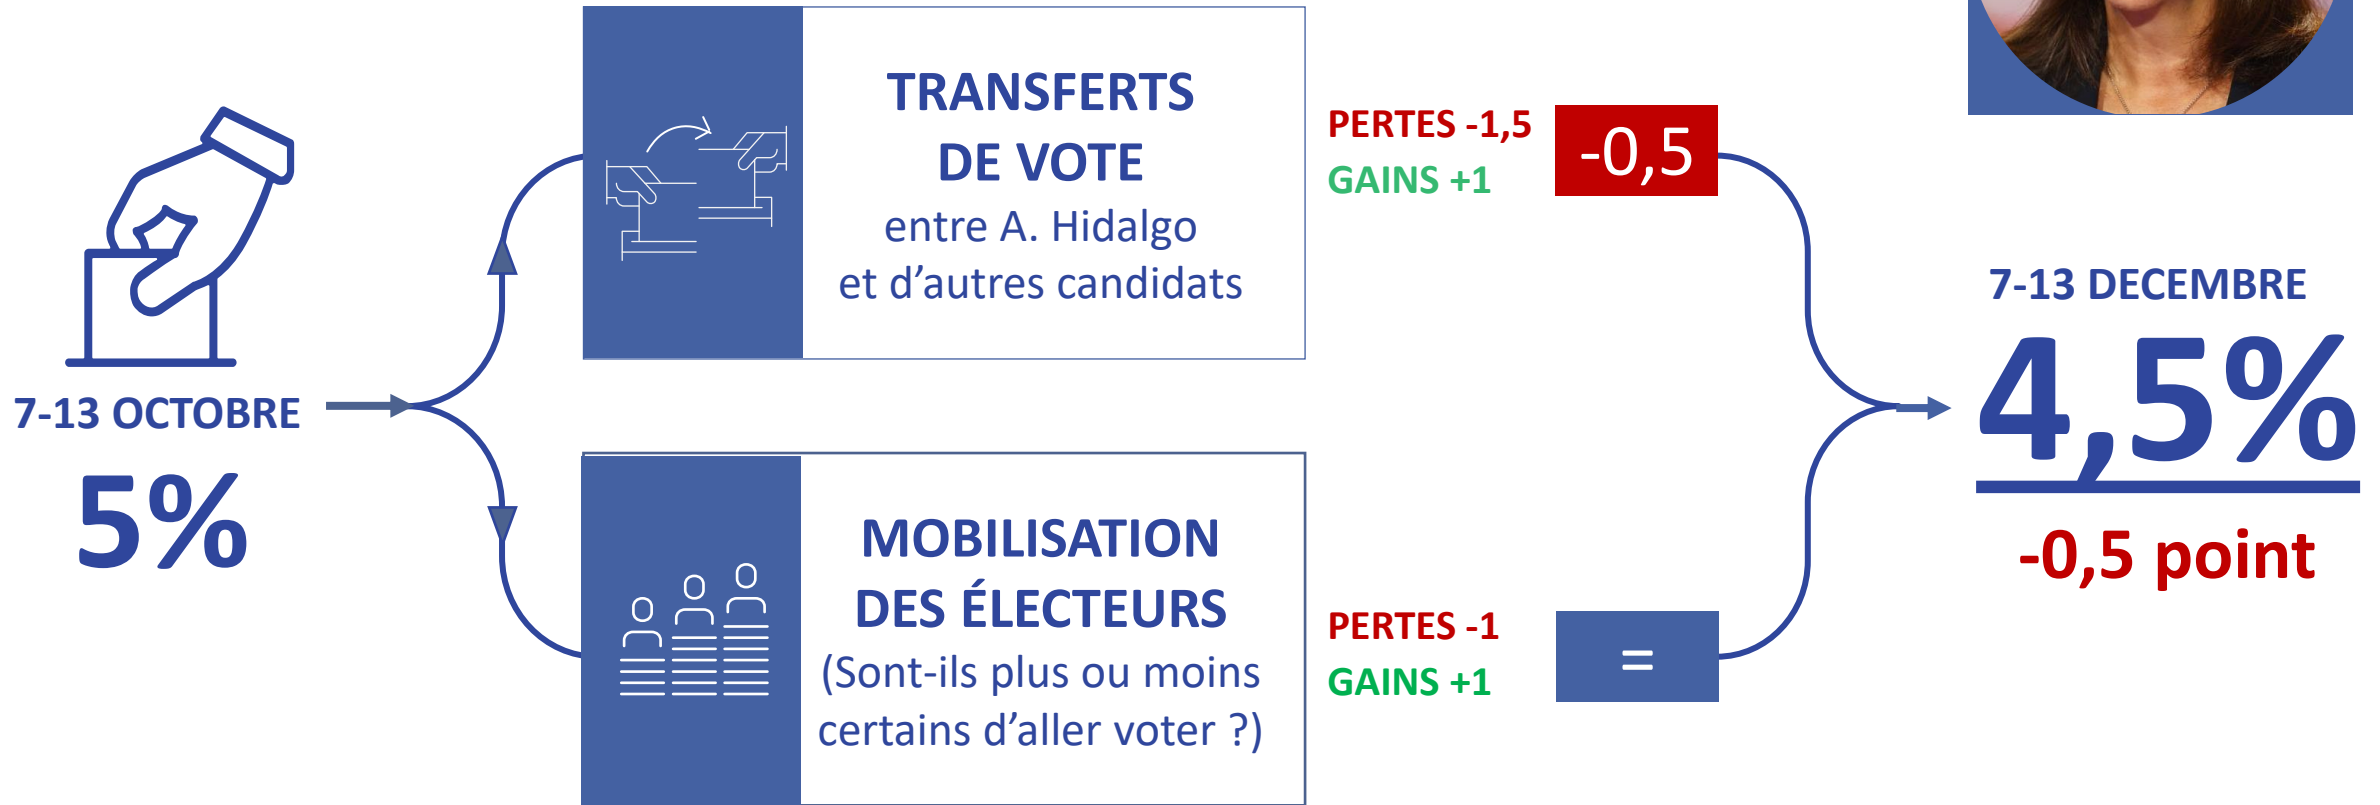 7-13 OCTOBRE
5%
TRANSFERTS
DE VOTE
entre A. Hidalgo
et d’autres candidats
PERTES -1,5
GAINS +1
-0,5
MOBILISATION
DES ÉLECTEURS
(Sont-ils plus ou moins
certains d’aller voter ?)
PERTES -1
GAINS +1
=
7-13 DECEMBRE
4,5%
-0,5 point